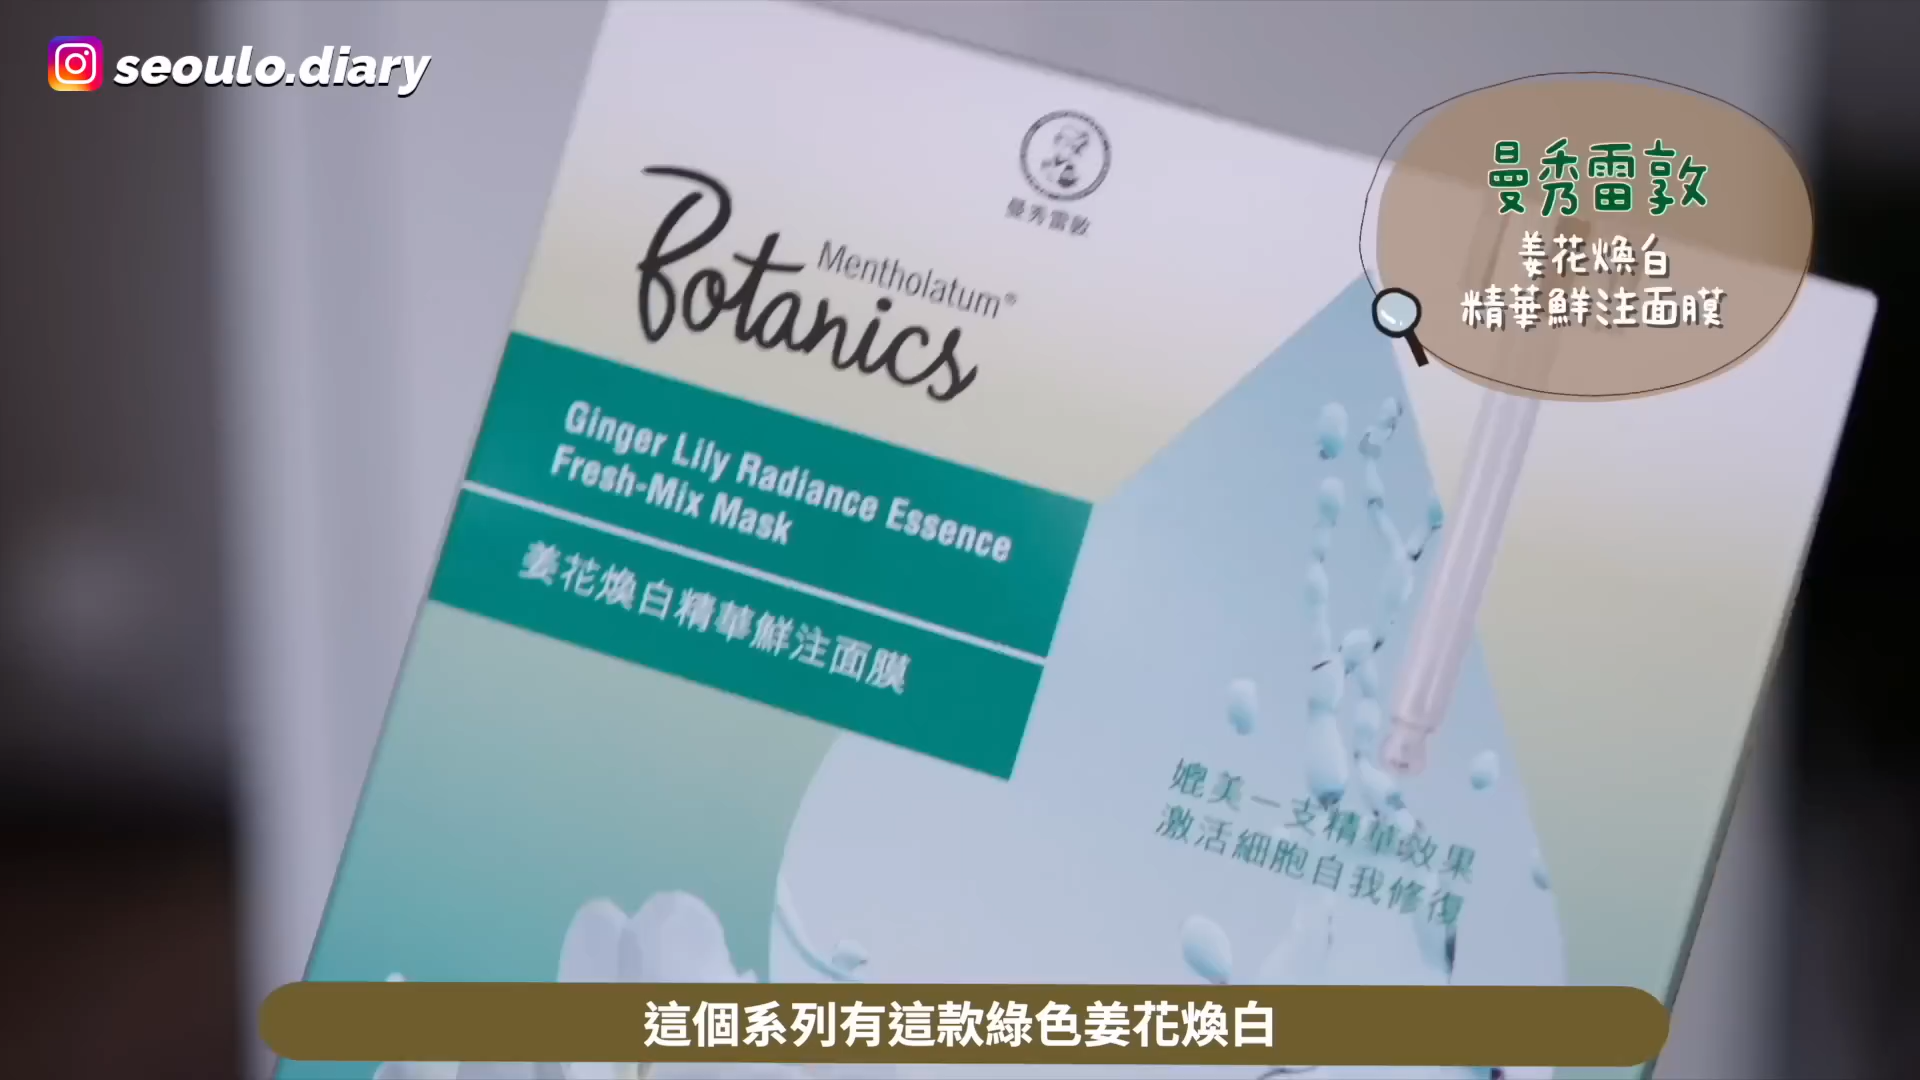 seoulo.diary
曼秀雷敦
姜花煥白
精華鮮注面膜
曼秀雷敦
Mentholatum®
Botanics
Ginger Lily Radiance Essence
Fresh-Mix Mask
姜花煥白精華鮮注面膜
媲美一支精華效果
激活細胞自我修復
這個系列有這款綠色姜花煥白